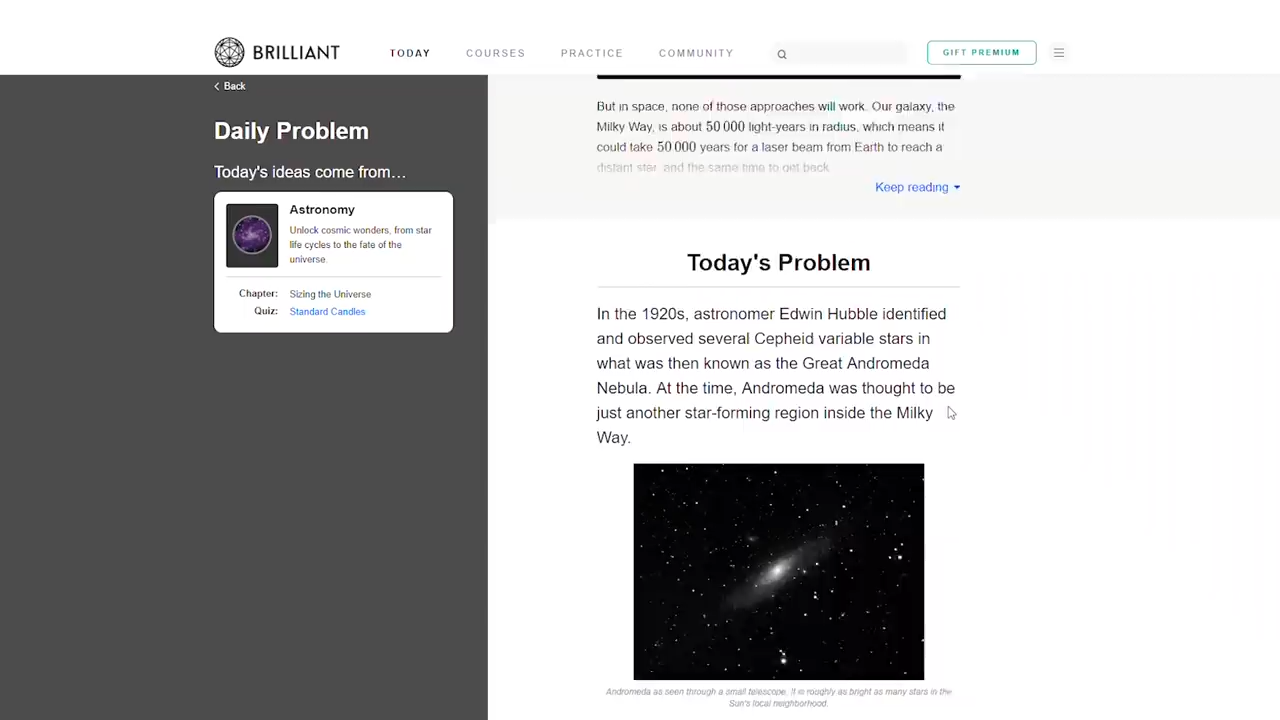 BRILLIANT
TODAY
COURSES
PRACTICE
COMMUNITY
GIFT PREMIUM
Back
Daily Problem
Today's ideas come from…
Astronomy
Unlock cosmic wonders, from star
life cycles to the fate of the
universe.
Chapter: Sizing the Universe
Quiz: Standard Candles
But in space, none of those approaches will work. Our galaxy, the
Milky Way, is about 50 000 light-years in radius, which means it
could take 50 000 years for a laser beam from Earth to reach a
distant star, and the same time to get back.
Keep reading
Today's Problem
In the 1920s, astronomer Edwin Hubble identified
and observed several Cepheid variable stars in
what was then known as the Great Andromeda
Nebula. At the time, Andromeda was thought to be
just another star-forming region inside the Milky
Way.
Andromeda as seen through a small telescope. It is roughly as bright as many stars in the
Sun's local neighborhood.